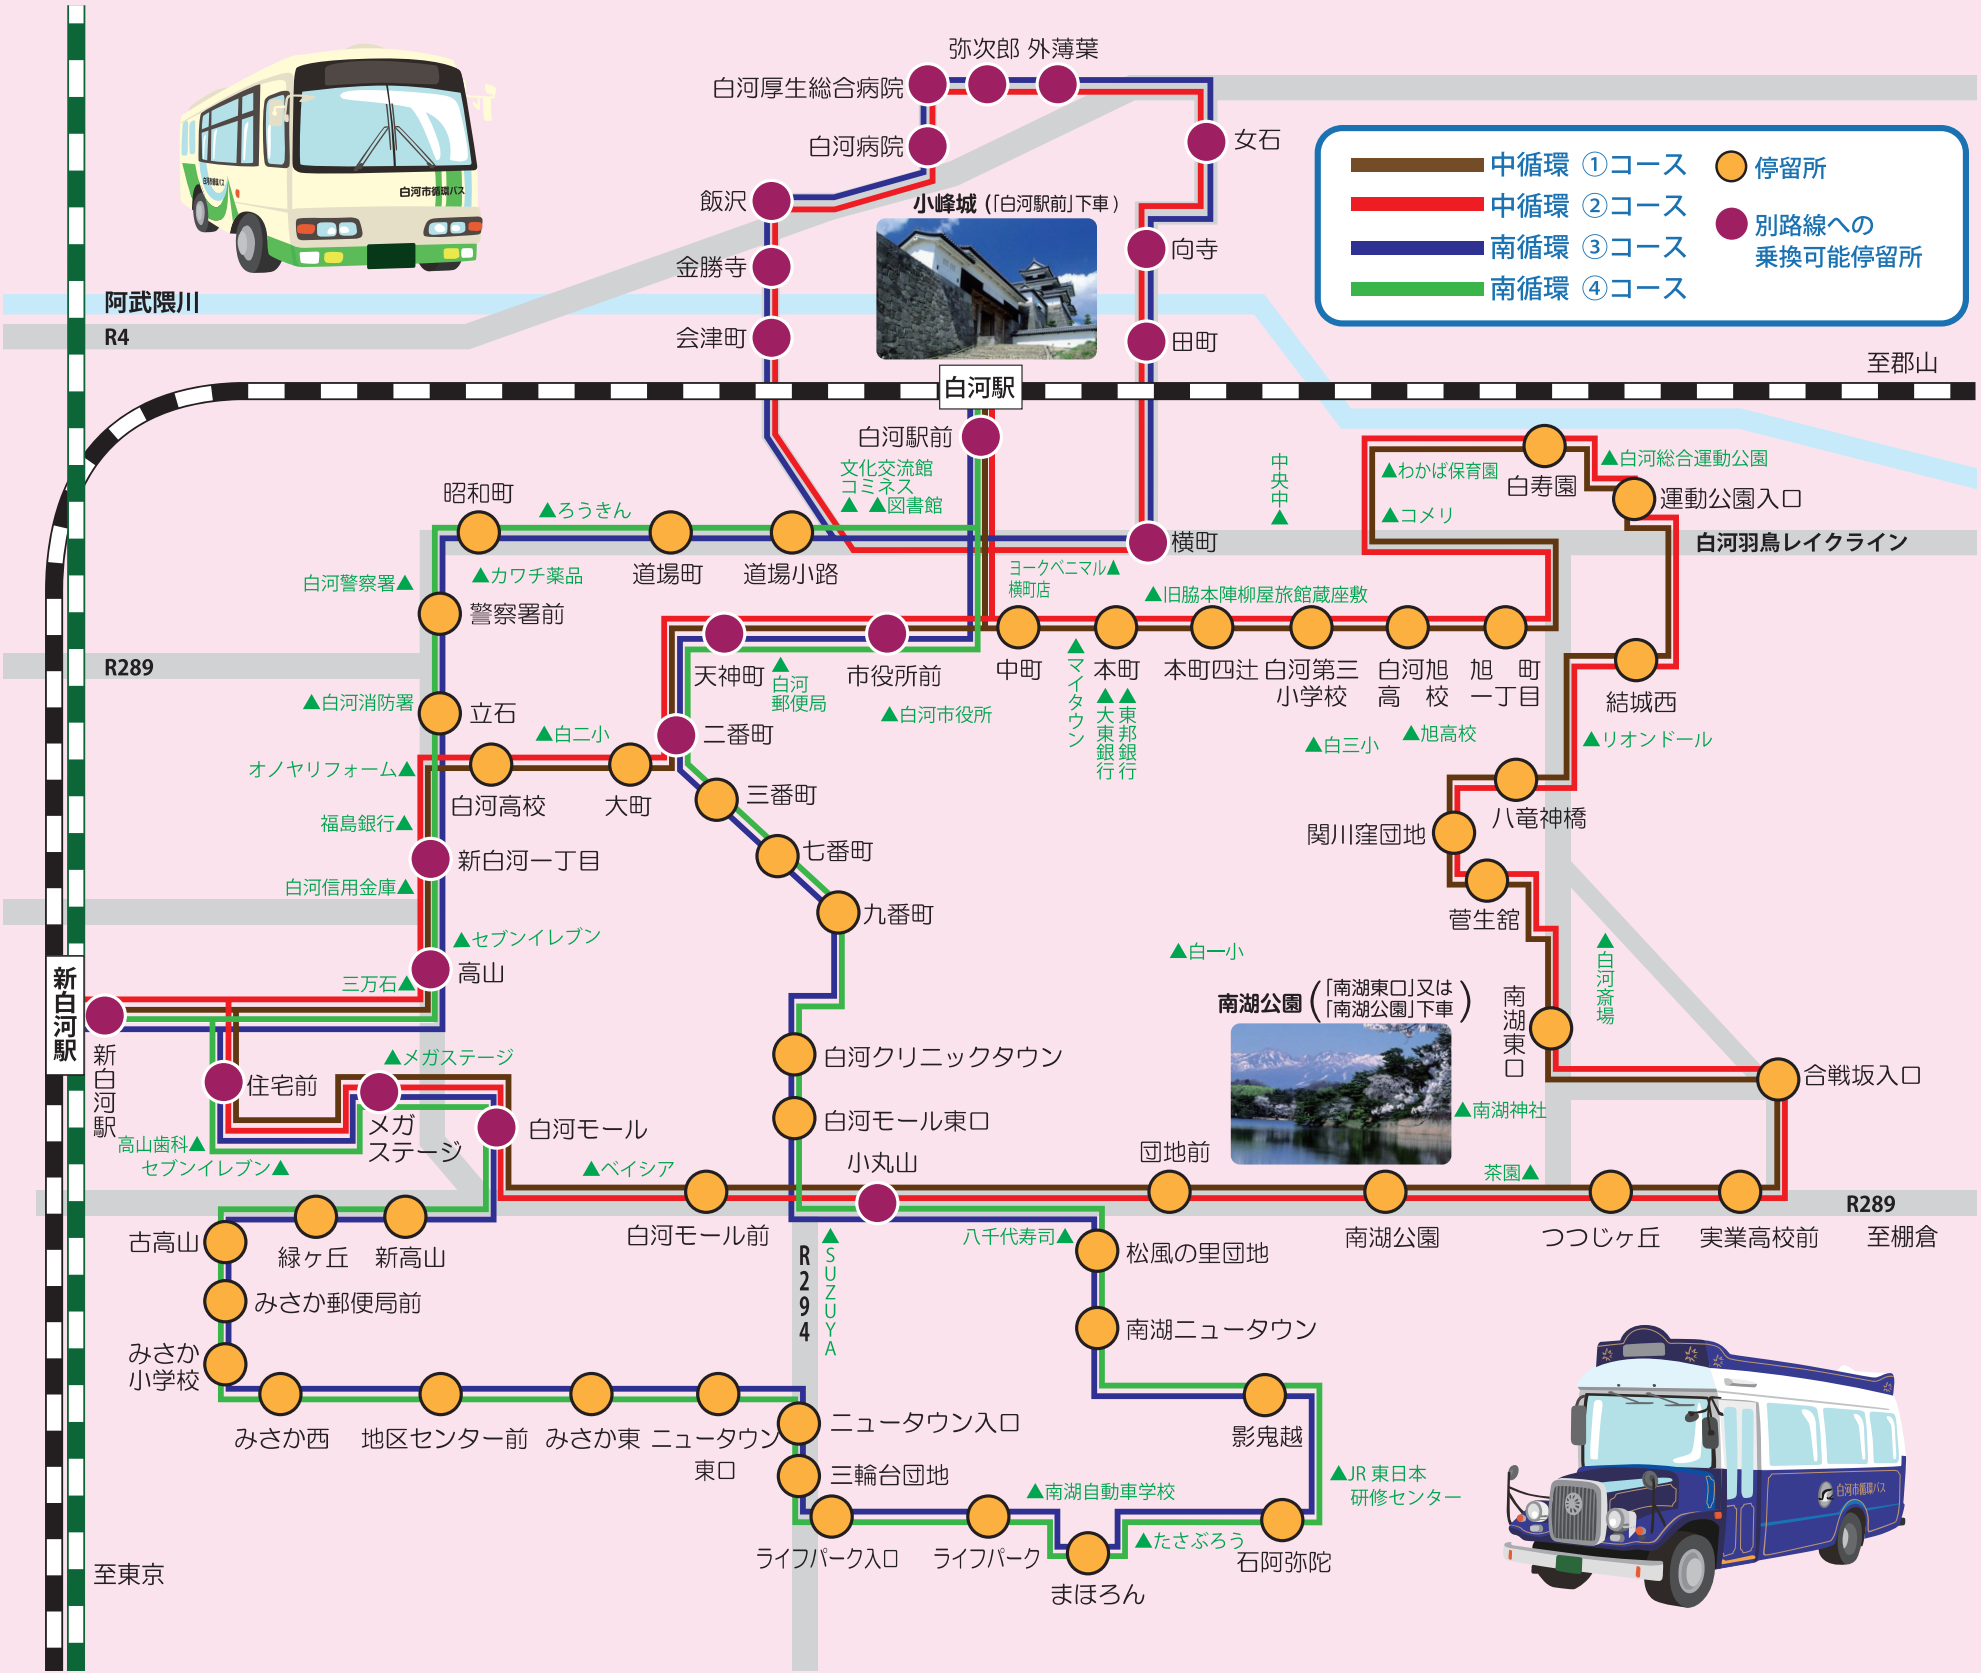 弥次郎 外薄葉
白河厚生総合病院
白河病院
女石
飯沢
小峰城(「白河駅前」下車)
金勝寺
向寺
会津町
田町
白河市循環バス
白河市循環バス
中循環 ①コース
中循環 ②コース
南循環 ③コース
南循環 ④コース
停留所
別路線への
乗換可能停留所
阿武隈川
R4
至郡山
白河駅
白河駅前
文化交流館
コミネス
▲ ▲図書館
中央中▲
▲わかば保育園
白寿園
▲白河総合運動公園
運動公園入口
▲コメリ
白河羽鳥レイクライン
昭和町
▲ろうきん
横町
道場町
道場小路
白河警察署▲
▲カワチ薬品
警察署前
ヨークベニマル▲
横町店
▲旧脇本陣柳屋旅館蔵座敷
R289
天神町
▲白河
郵便局
市役所前
中町
▲マイタウン
本町
本町四辻
白河第三
小学校
白河旭
高 校
旭 町
一丁目
結城西
▲大東銀行
▲東邦銀行
▲白河消防署
立石
▲白二小
二番町
▲白河市役所
▲白三小
▲旭高校
▲リオンドール
オノヤリフォーム▲
白河高校
大町
三番町
八竜神橋
福島銀行▲
関川窪団地
新白河一丁目
七番町
白河信用金庫▲
九番町
菅生舘
▲セブンイレブン
▲白一小
▲白河斎場
高山
三万石▲
新白河駅
新白河駅
南湖公園(「南湖東口」又は
「南湖公園」下車)
南湖東口
▲メガステージ
住宅前
メガ
ステージ
白河クリニックタウン
合戦坂入口
高山歯科▲
セブンイレブン▲
白河モール
白河モール東口
▲南湖神社
小丸山
団地前
▲ベイシア
茶園▲
R289
古高山
緑ヶ丘
新高山
白河モール前
R294
▲SUZUYA
八千代寿司▲
松風の里団地
南湖公園
つつじヶ丘
実業高校前
至棚倉
みさか郵便局前
南湖ニュータウン
みさか
小学校
みさか西
地区センター前
みさか東
ニュータウン
東口
ニュータウン入口
影鬼越
三輪台団地
▲JR 東日本
研修センター
▲南湖自動車学校
ライフパーク入口
ライフパーク
▲たさぶろう
石阿弥陀
まほろん
至東京
白河市循環バス